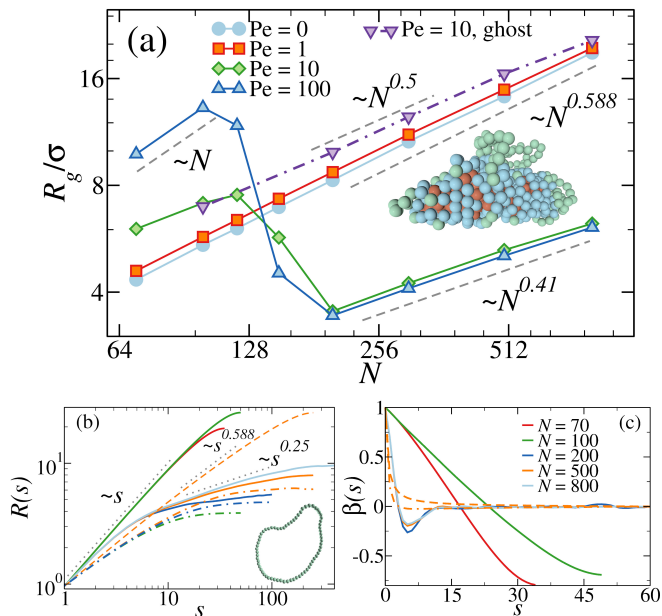 (a)
Pe = 0
Pe = 1
Pe = 10
Pe = 100
Pe = 10, ghost
~N
~N^0.5
~N^0.588
~N^0.41
R_g/σ
16
8
4
64
128
256
512
N
(b)
~s
~s^0.588
~s^0.25
R(s)
10^1
10^0
1
10
100
s
(c)
N = 70
N = 100
N = 200
N = 500
N = 800
β(s)
1
0.5
0
-0.5
0
15
30
45
60
s